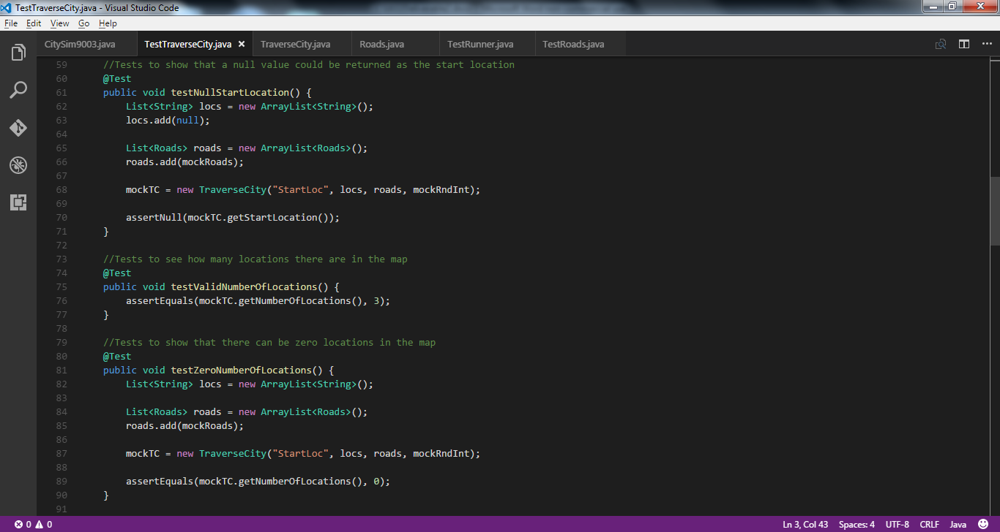 TestTraverseCity.java - Visual Studio Code
File Edit View Go Help
CitySim9003.java TestTraverseCity.java × TraverseCity.java Roads.java TestRunner.java TestRoads.java ···
59 //Tests to show that a null value could be returned as the start location
60 @Test
61 public void testNullStartLocation() {
62 List<String> locs = new ArrayList<String>();
63 locs.add(null);
64
65 List<Roads> roads = new ArrayList<Roads>();
66 roads.add(mockRoads);
67
68 mockTC = new TraverseCity("StartLoc", locs, roads, mockRndInt);
69
70 assertNull(mockTC.getStartLocation());
71 }
72
73 //Tests to see how many locations there are in the map
74 @Test
75 public void testValidNumberOfLocations() {
76 assertEquals(mockTC.getNumberOfLocations(), 3);
77 }
78
79 //Tests to show that there can be zero locations in the map
80 @Test
81 public void testZeroNumberOfLocations() {
82 List<String> locs = new ArrayList<String>();
83
84 List<Roads> roads = new ArrayList<Roads>();
85 roads.add(mockRoads);
86
87 mockTC = new TraverseCity("StartLoc", locs, roads, mockRndInt);
88
89 assertEquals(mockTC.getNumberOfLocations(), 0);
90 }
91
0 0 Ln 3, Col 43 Spaces: 4 UTF-8 CRLF Java